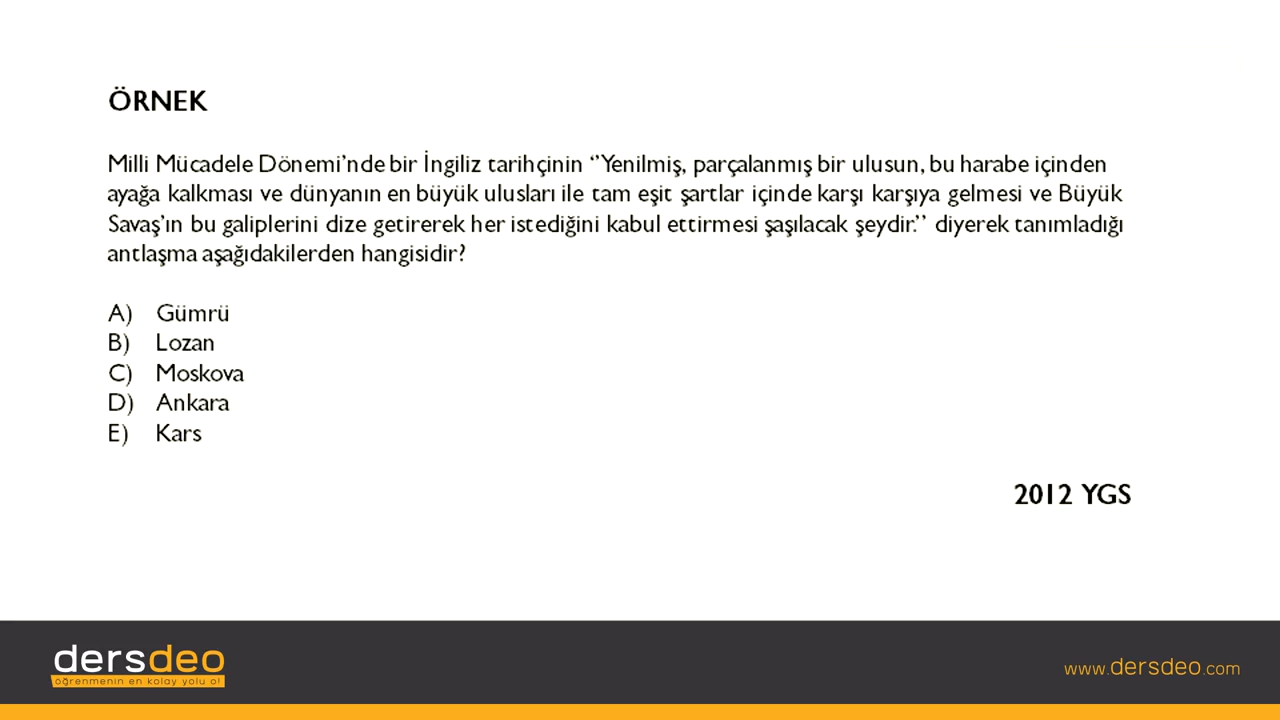 ÖRNEK
Milli Mücadele Dönemi’nde bir İngiliz tarihçinin ‘’Yenilmiş, parçalanmış bir ulusun, bu harabe içinden
ayağa kalkması ve dünyanın en büyük ulusları ile tam eşit şartlar içinde karşı karşıya gelmesi ve Büyük
Savaş’ın bu galiplerini dize getirerek her istediğini kabul ettirmesi şaşılacak şeydir.’’ diyerek tanımladığı
antlaşma aşağıdakilerden hangisidir?
A) Gümrü
B) Lozan
C) Moskova
D) Ankara
E) Kars
2012 YGS
dersdeo
öğrenmenin en kolay yolu o!
www.dersdeo.com